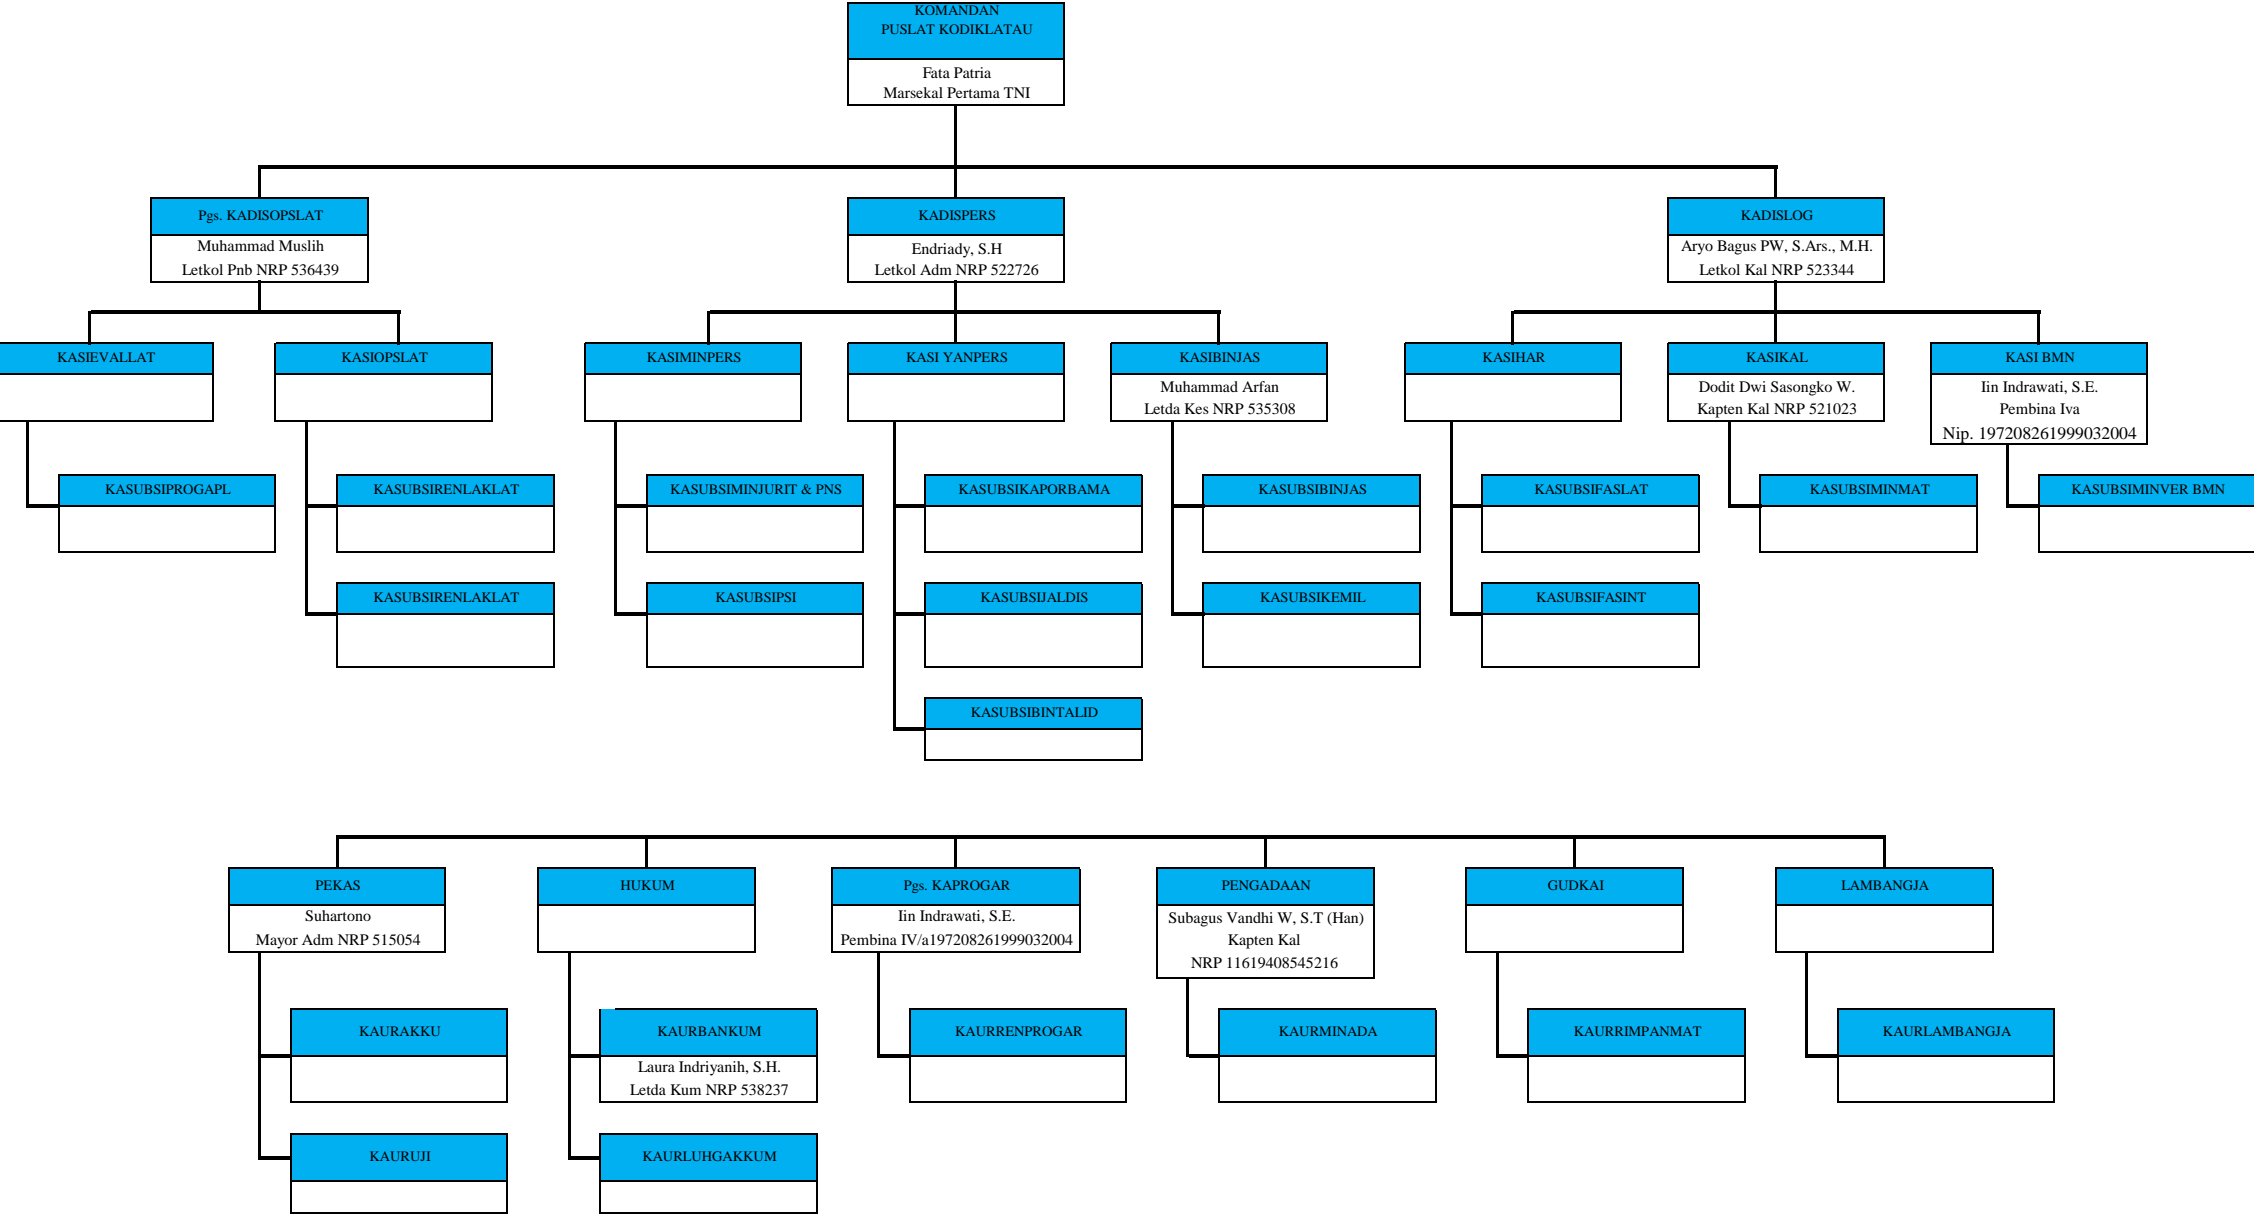 KOMANDAN
PUSLAT KODIKLATAU
Fata Patria
Marsekal Pertama TNI
Pgs. KADISOPSLAT
Muhammad Muslih
Letkol Pnb NRP 536439
KADISPERS
Endriady, S.H
Letkol Adm NRP 522726
KADISLOG
Aryo Bagus PW, S.Ars., M.H.
Letkol Kal NRP 523344
KASIEVALLAT
KASIOPSLAT
KASIMINPERS
KASI YANPERS
KASIBINJAS
Muhammad Arfan
Letda Kes NRP 535308
KASIHAR
KASIKAL
Dodit Dwi Sasongko W.
Kapten Kal NRP 521023
KASI BMN
Iin Indrawati, S.E.
Pembina Iva
Nip. 197208261999032004
KASUBSIPROGAPL
KASUBSIRENLAKLAT
KASUBSIMINJURIT & PNS
KASUBSIKAPORBAMA
KASUBSIBINJAS
KASUBSIFASLAT
KASUBSIMINMAT
KASUBSIMINVER BMN
KASUBSIRENLAKLAT
KASUBSIPSI
KASUBSIJALDIS
KASUBSIKEMIL
KASUBSIFASINT
KASUBSIBINTALID
PEKAS
Suhartono
Mayor Adm NRP 515054
HUKUM
Pgs. KAPROGAR
Iin Indrawati, S.E.
Pembina IV/a197208261999032004
PENGADAAN
Subagus Vandhi W, S.T (Han)
Kapten Kal
NRP 11619408545216
GUDKAI
LAMBANGJA
KAURAKKU
KAURBANKUM
Laura Indriyanih, S.H.
Letda Kum NRP 538237
KAURRENPROGAR
KAURMINADA
KAURRIMPANMAT
KAURLAMBANGJA
KAURUJI
KAURLUHGAKKUM